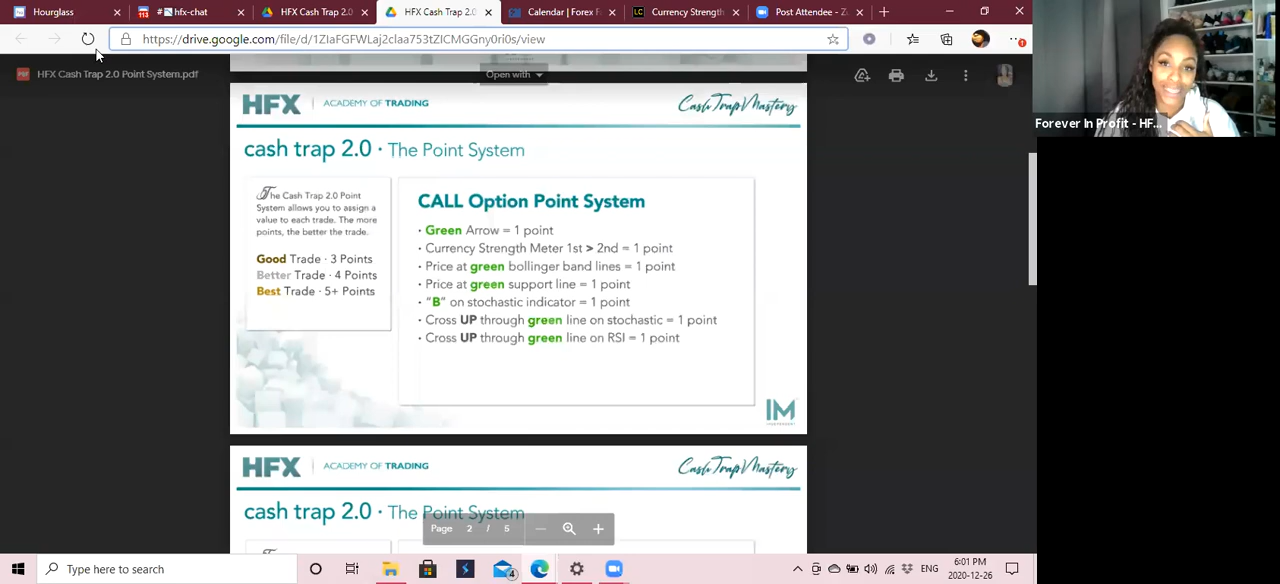 Hourglass
113
# hfx-chat
HFX Cash Trap 2.0
HFX Cash Trap 2.0
Calendar | Forex F
LC
Currency Strength
Post Attendee - Z
https://drive.google.com/file/d/1ZIaFGFWLaj2claa753tZICMGGny0ri0s/view
PDF
HFX Cash Trap 2.0 Point System.pdf
Open with
Forever In Profit - HF...
HFX | ACADEMY OF TRADING
Cash Trap Mastery
cash trap 2.0 · The Point System
The Cash Trap 2.0 Point
System allows you to assign a
value to each trade. The more
points, the better the trade.
Good Trade · 3 Points
Better Trade · 4 Points
Best Trade · 5+ Points
CALL Option Point System
· Green Arrow = 1 point
· Currency Strength Meter 1st > 2nd = 1 point
· Price at green bollinger band lines = 1 point
· Price at green support line = 1 point
· “B” on stochastic indicator = 1 point
· Cross UP through green line on stochastic = 1 point
· Cross UP through green line on RSI = 1 point
IM
HFX | ACADEMY OF TRADING
Cash Trap Mastery
cash trap 2.0 · The Point System
Page 2 / 5
Type here to search
4
ENG
6:01 PM
2020-12-26